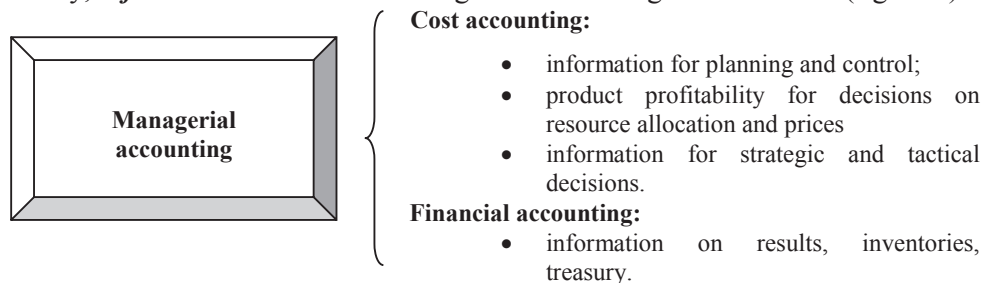 Cost accounting:
• information for planning and control;
• product profitability for decisions on
resource allocation and prices
• information for strategic and tactical
decisions.
Managerial
accounting
Financial accounting:
• information on results, inventories,
treasury.